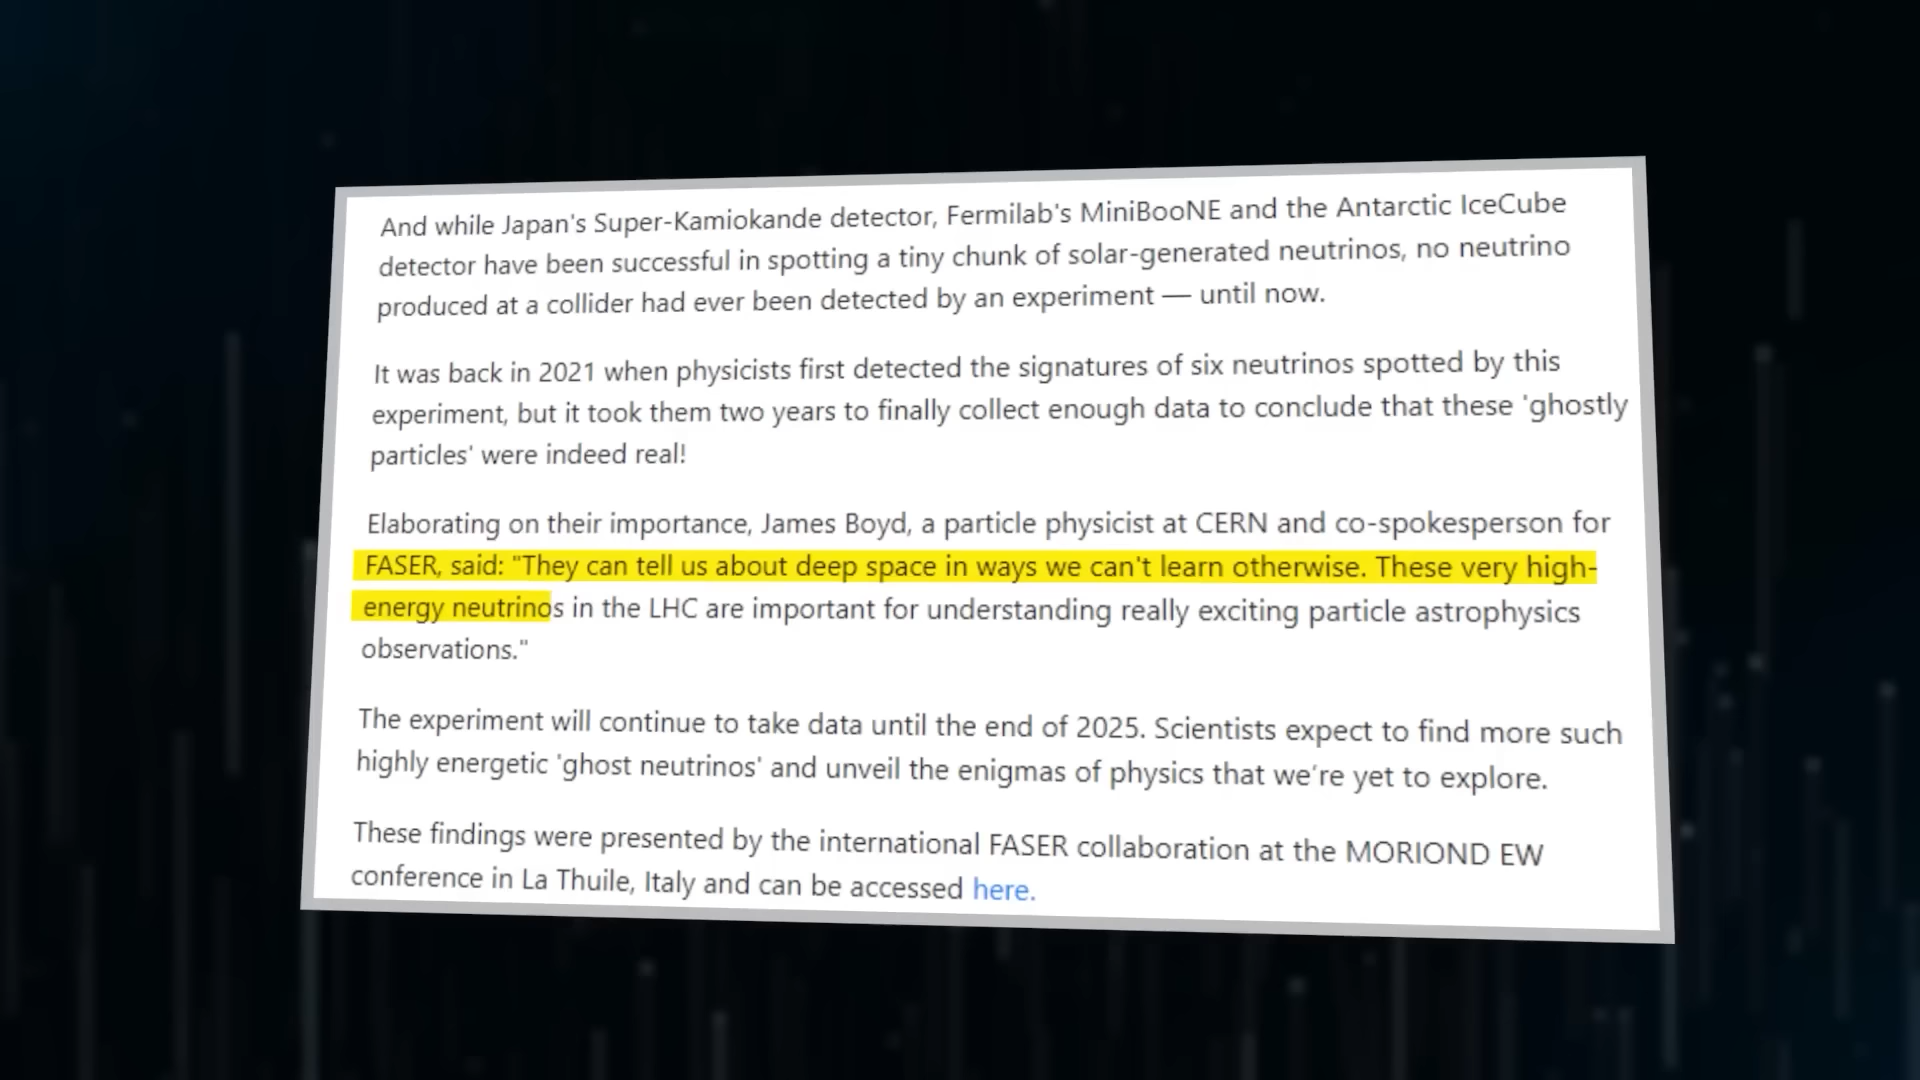 And while Japan's Super-Kamiokande detector, Fermilab's MiniBooNE and the Antarctic IceCube
detector have been successful in spotting a tiny chunk of solar-generated neutrinos, no neutrino
produced at a collider had ever been detected by an experiment — until now.
It was back in 2021 when physicists first detected the signatures of six neutrinos spotted by this
experiment, but it took them two years to finally collect enough data to conclude that these 'ghostly
particles' were indeed real!
Elaborating on their importance, James Boyd, a particle physicist at CERN and co-spokesperson for
FASER, said: "They can tell us about deep space in ways we can't learn otherwise. These very high-
energy neutrinos in the LHC are important for understanding really exciting particle astrophysics
observations."
The experiment will continue to take data until the end of 2025. Scientists expect to find more such
highly energetic 'ghost neutrinos' and unveil the enigmas of physics that we're yet to explore.
These findings were presented by the international FASER collaboration at the MORIOND EW
conference in La Thuile, Italy and can be accessed here.